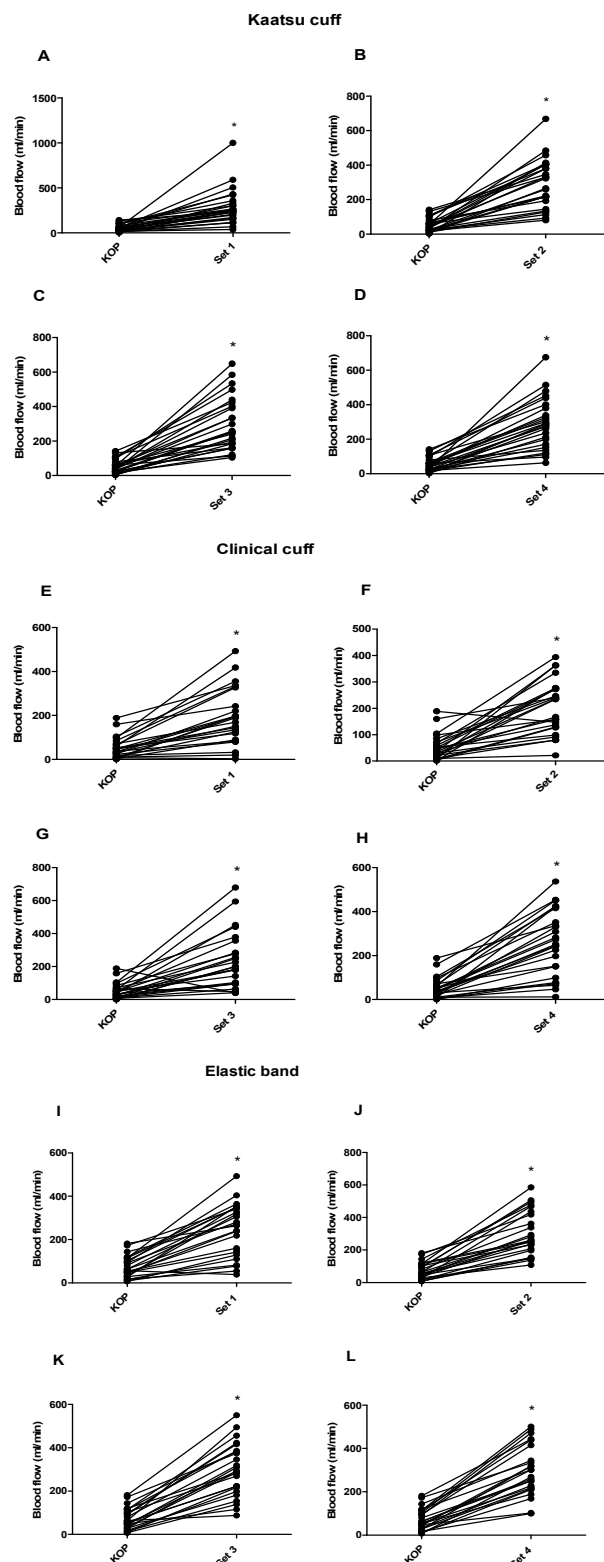 Kaatsu cuff
A
B
Blood flow (ml/min)
1500
1000
500
0
*
KOP
Set 1
Blood flow (ml/min)
800
600
400
200
0
*
KOP
Set 2
C
D
Blood flow (ml/min)
800
600
400
200
0
*
KOP
Set 3
Blood flow (ml/min)
800
600
400
200
0
*
KOP
Set 4
Clinical cuff
E
F
Blood flow (ml/min)
600
400
200
0
*
KOP
Set 1
Blood flow (ml/min)
500
400
300
200
100
0
*
KOP
Set 2
G
H
Blood flow (ml/min)
800
600
400
200
0
*
KOP
Set 3
Blood flow (ml/min)
600
400
200
0
*
KOP
Set 4
Elastic band
I
J
Blood flow (ml/min)
600
400
200
0
*
KOP
Set 1
Blood flow (ml/min)
800
600
400
200
0
*
KOP
Set 2
K
L
Blood flow (ml/min)
600
400
200
0
*
KOP
Set 3
Blood flow (ml/min)
600
400
200
0
*
KOP
Set 4